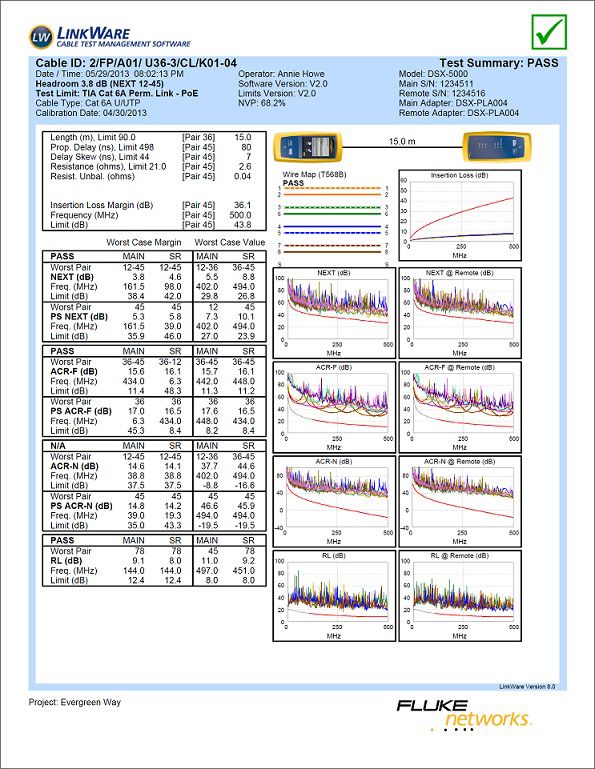 LW LINKWARE
CABLE TEST MANAGEMENT SOFTWARE
Cable ID: 2/FP/A01/ U36-3/CL/K01-04 Test Summary: PASS
Date / Time: 05/29/2013 08:02:13 PM Operator: Annie Howe Model: DSX-5000
Headroom 3.8 dB (NEXT 12-45) Software Version: V2.0 Main S/N: 1234511
Test Limit: TIA Cat 6A Perm. Link - PoE Limits Version: V2.0 Remote S/N: 1234516
Cable Type: Cat 6A U/UTP NVP: 68.2% Main Adapter: DSX-PLA004
Calibration Date: 04/30/2013 Remote Adapter: DSX-PLA004
Length (m), Limit 90.0 [Pair 36] 15.0
Prop. Delay (ns), Limit 498 [Pair 45] 80
Delay Skew (ns), Limit 44 [Pair 45] 7
Resistance (ohms), Limit 21.0 [Pair 45] 2.6
Resist. Unbal. (ohms) [Pair 45] 0.04
Insertion Loss Margin (dB) [Pair 45] 36.1
Frequency (MHz) [Pair 45] 500.0
Limit (dB) [Pair 45] 43.8
Worst Case Margin Worst Case Value
PASS MAIN SR MAIN SR
Worst Pair 12-45 12-45 12-36 36-45
NEXT (dB) 3.8 4.6 5.5 8.8
Freq. (MHz) 161.5 98.0 402.0 494.0
Limit (dB) 38.4 42.0 29.8 26.8
Worst Pair 45 45 12 45
PS NEXT (dB) 5.3 5.8 7.3 10.1
Freq. (MHz) 161.5 39.0 402.0 494.0
Limit (dB) 35.9 46.0 27.0 23.9
PASS MAIN SR MAIN SR
Worst Pair 36-45 36-12 36-45 36-45
ACR-F (dB) 15.6 16.1 15.7 16.1
Freq. (MHz) 434.0 6.3 442.0 448.0
Limit (dB) 11.4 48.3 11.3 11.2
Worst Pair 36 36 36 36
PS ACR-F (dB) 17.0 16.5 17.6 16.5
Freq. (MHz) 6.3 434.0 448.0 434.0
Limit (dB) 45.3 8.4 8.2 8.4
N/A MAIN SR MAIN SR
Worst Pair 12-45 12-45 12-36 36-45
ACR-N (dB) 14.6 14.1 37.7 44.6
Freq. (MHz) 38.8 38.8 402.0 494.0
Limit (dB) 37.5 37.5 -8.8 -16.6
Worst Pair 45 45 45 45
PS ACR-N (dB) 14.8 14.2 46.6 45.9
Freq. (MHz) 39.0 19.3 494.0 494.0
Limit (dB) 35.0 43.3 -19.5 -19.5
PASS MAIN SR MAIN SR
Worst Pair 78 78 45 78
RL (dB) 9.1 8.0 11.0 9.2
Freq. (MHz) 144.0 144.0 497.0 451.0
Limit (dB) 12.4 12.4 8.0 8.0
15.0 m
Wire Map (T568B)
PASS
1 1
2 2
3 3
6 6
4 4
5 5
7 7
8 8
S S
Insertion Loss (dB)
60
50
40
30
20
10
0
0 250 500
MHz
NEXT (dB) NEXT @ Remote (dB)
100 100
80 80
60 60
40 40
20 20
0 0
0 250 500 0 250 500
MHz MHz
ACR-F (dB) ACR-F @ Remote (dB)
100 100
80 80
60 60
40 40
20 20
0 0
0 250 500 0 250 500
MHz MHz
ACR-N (dB) ACR-N @ Remote (dB)
80 80
40 40
0 0
-40 -40
0 250 500 0 250 500
MHz MHz
RL (dB) RL @ Remote (dB)
100 100
80 80
60 60
40 40
20 20
0 0
0 250 500 0 250 500
MHz MHz
LinkWare Version 8.0
Project: Evergreen Way
FLUKE
networks.